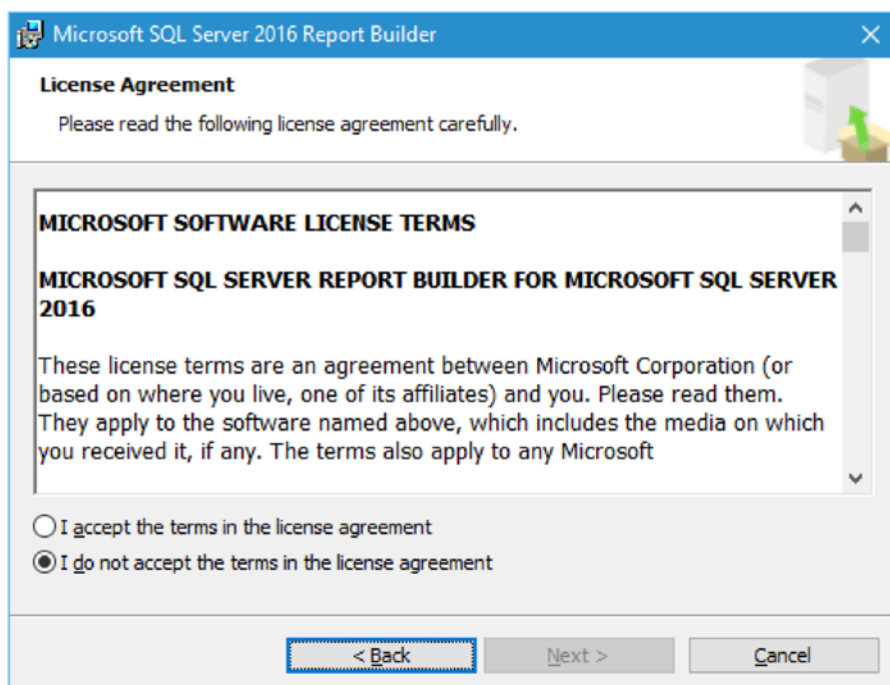 Microsoft SQL Server 2016 Report Builder
License Agreement
Please read the following license agreement carefully.
MICROSOFT SOFTWARE LICENSE TERMS
MICROSOFT SQL SERVER REPORT BUILDER FOR MICROSOFT SQL SERVER
2016
These license terms are an agreement between Microsoft Corporation (or
based on where you live, one of its affiliates) and you. Please read them.
They apply to the software named above, which includes the media on which
you received it, if any. The terms also apply to any Microsoft
I accept the terms in the license agreement
I do not accept the terms in the license agreement
< Back
Next >
Cancel